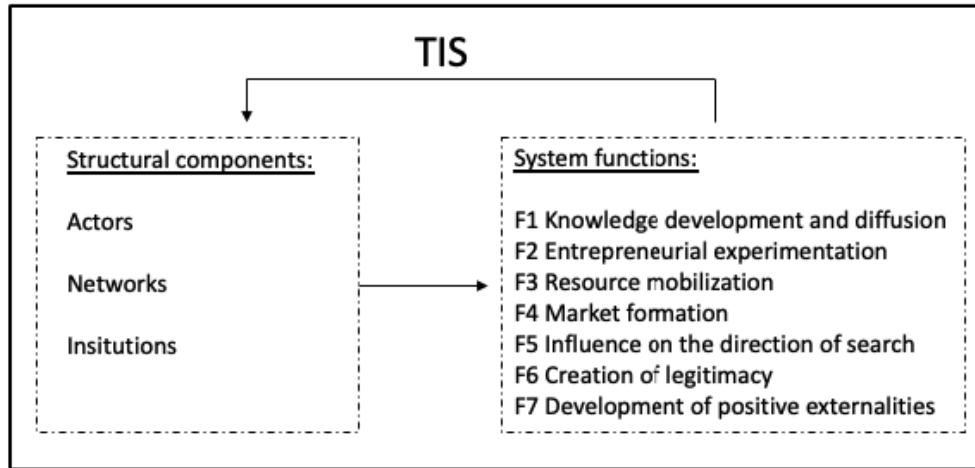 TIS
Structural components:
Actors
Networks
Insitutions
System functions:
F1 Knowledge development and diffusion
F2 Entrepreneurial experimentation
F3 Resource mobilization
F4 Market formation
F5 Influence on the direction of search
F6 Creation of legitimacy
F7 Development of positive externalities